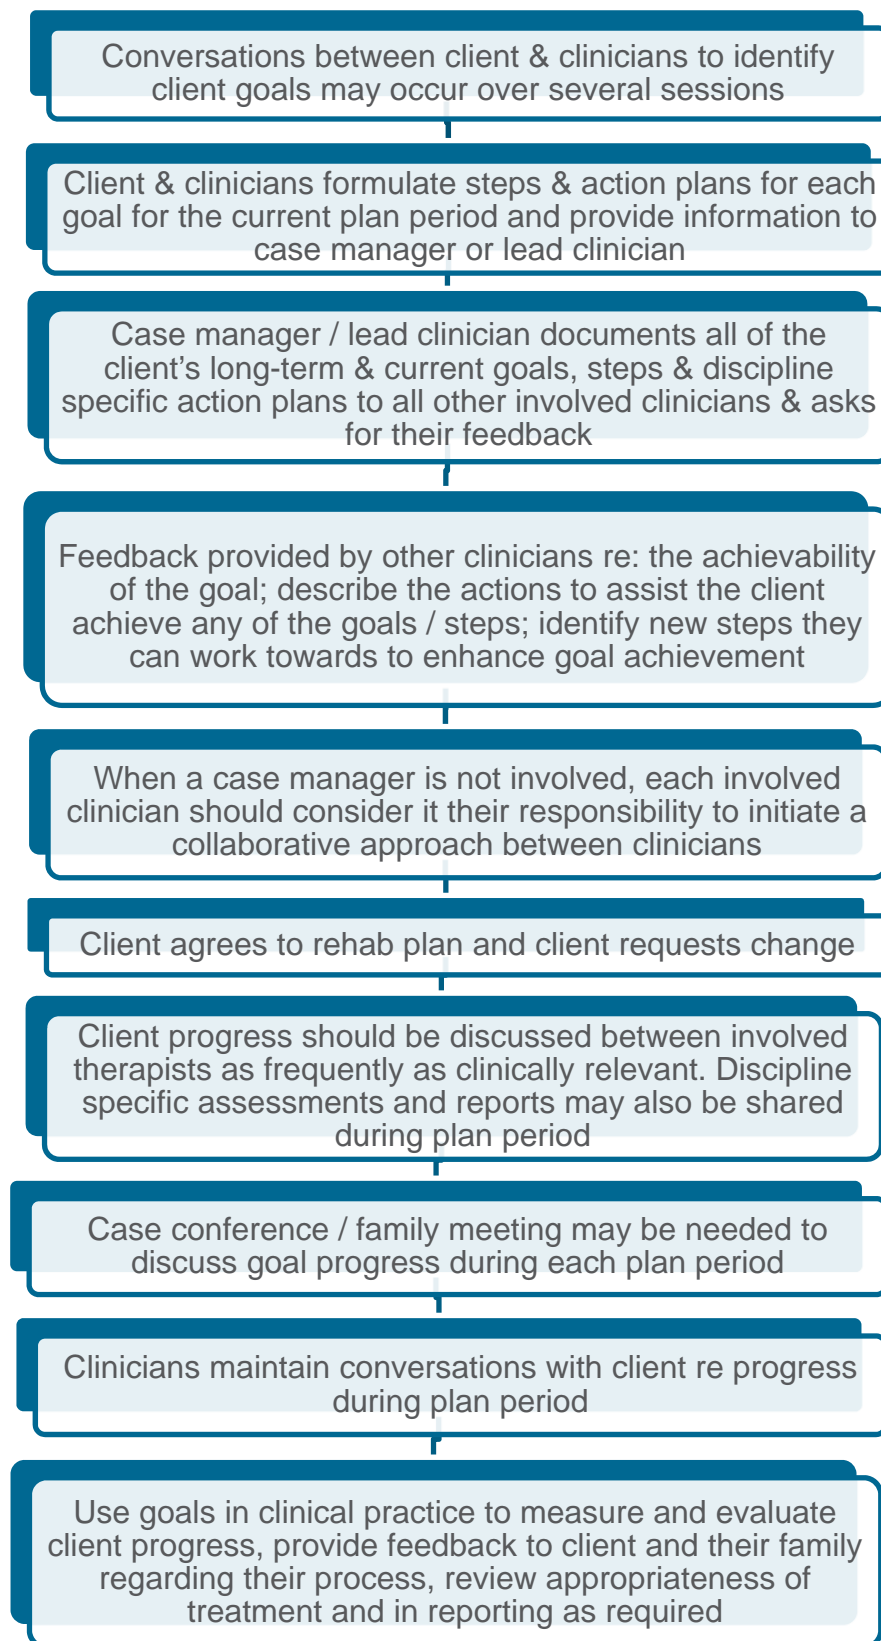 Conversations between client & clinicians to identify
client goals may occur over several sessions
Client & clinicians formulate steps & action plans for each
goal for the current plan period and provide information to
case manager or lead clinician
Case manager / lead clinician documents all of the
client’s long-term & current goals, steps & discipline
specific action plans to all other involved clinicians & asks
for their feedback
Feedback provided by other clinicians re: the achievability
of the goal; describe the actions to assist the client
achieve any of the goals / steps; identify new steps they
can work towards to enhance goal achievement
When a case manager is not involved, each involved
clinician should consider it their responsibility to initiate a
collaborative approach between clinicians
Client agrees to rehab plan and client requests change
Client progress should be discussed between involved
therapists as frequently as clinically relevant. Discipline
specific assessments and reports may also be shared
during plan period
Case conference / family meeting may be needed to
discuss goal progress during each plan period
Clinicians maintain conversations with client re progress
during plan period
Use goals in clinical practice to measure and evaluate
client progress, provide feedback to client and their family
regarding their process, review appropriateness of
treatment and in reporting as required